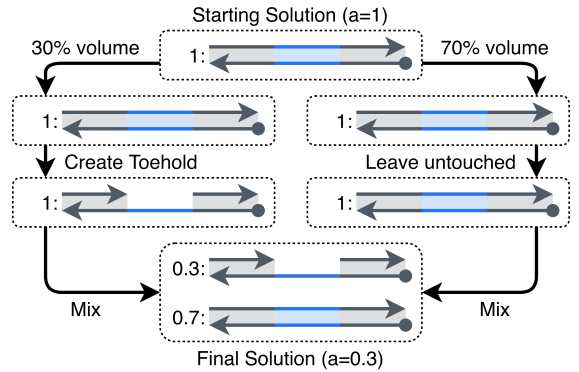 Starting Solution (a=1)
30% volume
1:
70% volume
1:
1:
Create Toehold
Leave untouched
1:
1:
0.3:
0.7:
Mix
Mix
Final Solution (a=0.3)